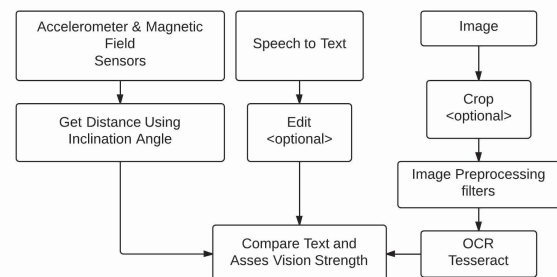 Accelerometer & Magnetic
Field
Sensors
Speech to Text
Image
Get Distance Using
Inclination Angle
Edit
<optional>
Crop
<optional>
Image Preprocessing
filters
Compare Text and
Asses Vision Strength
OCR
Tesseract